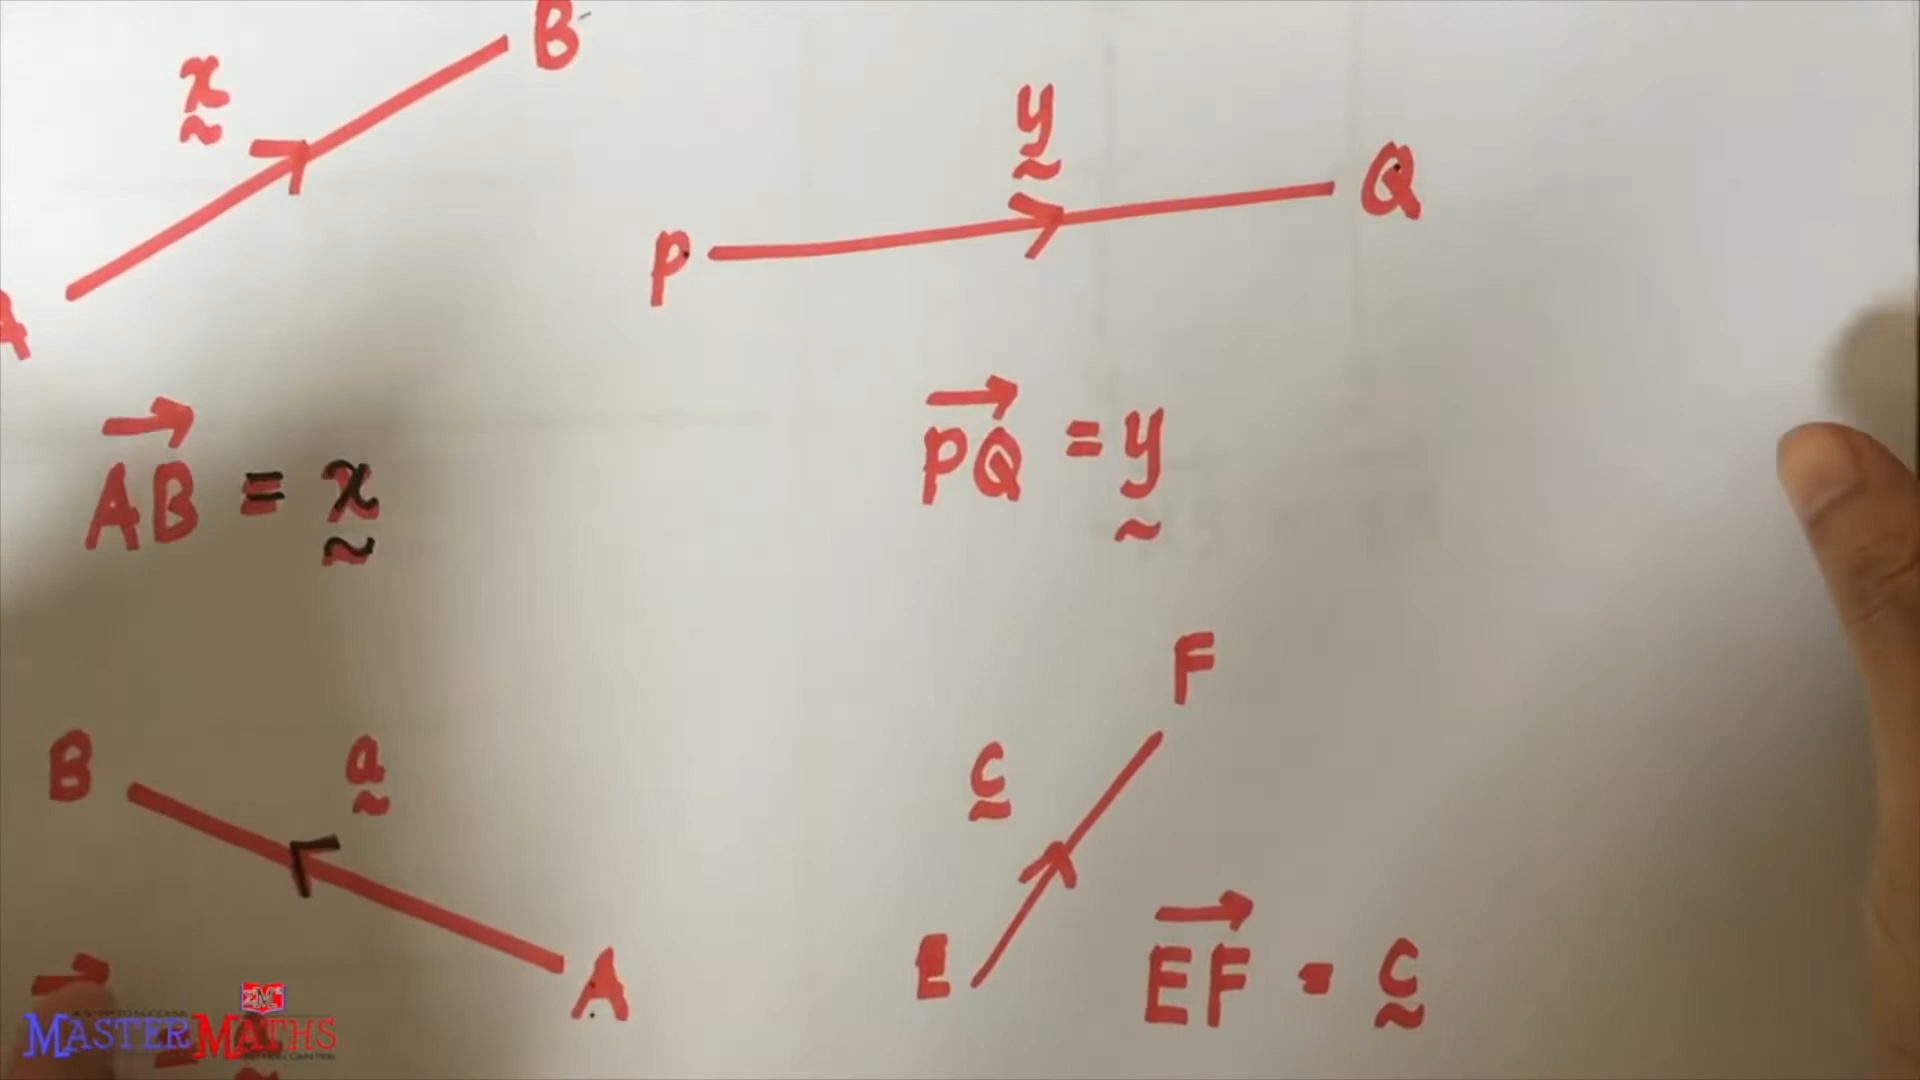 B
x
~
A
y
~
P
Q
AB = x
~
PQ = y
~
B
a
~
A
F
c
~
E
EF = c
~
MASTER MATHS